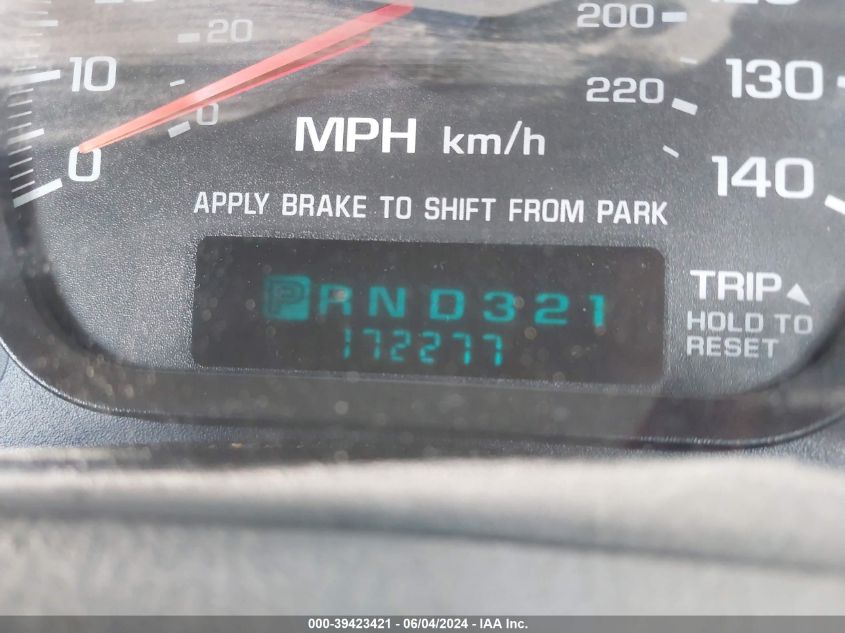 200
20
10
130
220
0
MPH km/h
0
140
APPLY BRAKE TO SHIFT FROM PARK
TRIP
PRND321
HOLD TO
172277
RESET
000-39423421 - 06/04/2024 - IAA Inc.